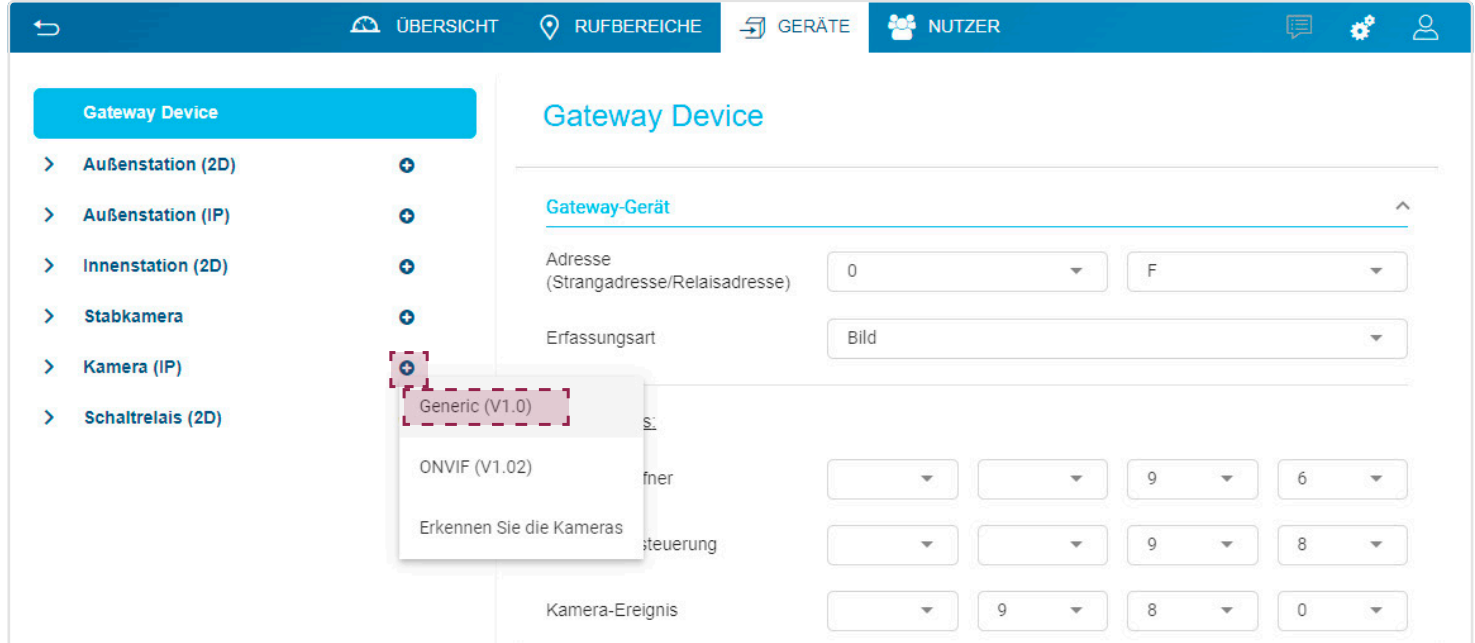 ÜBERSICHT RUFBEREICHE GERÄTE NUTZER
Gateway Device
Außenstation (2D)
Außenstation (IP)
Innenstation (2D)
Stabkamera
Kamera (IP)
Schaltrelais (2D)
Generic (V1.0)
ONVIF (V1.02)
Erkennen Sie die Kameras
Gateway Device
Gateway-Gerät
Adresse
(Strangadresse/Relaisadresse) 0 F
Erfassungsart Bild
s:
fner 9 6
steuerung 9 8
Kamera-Ereignis 9 8 0